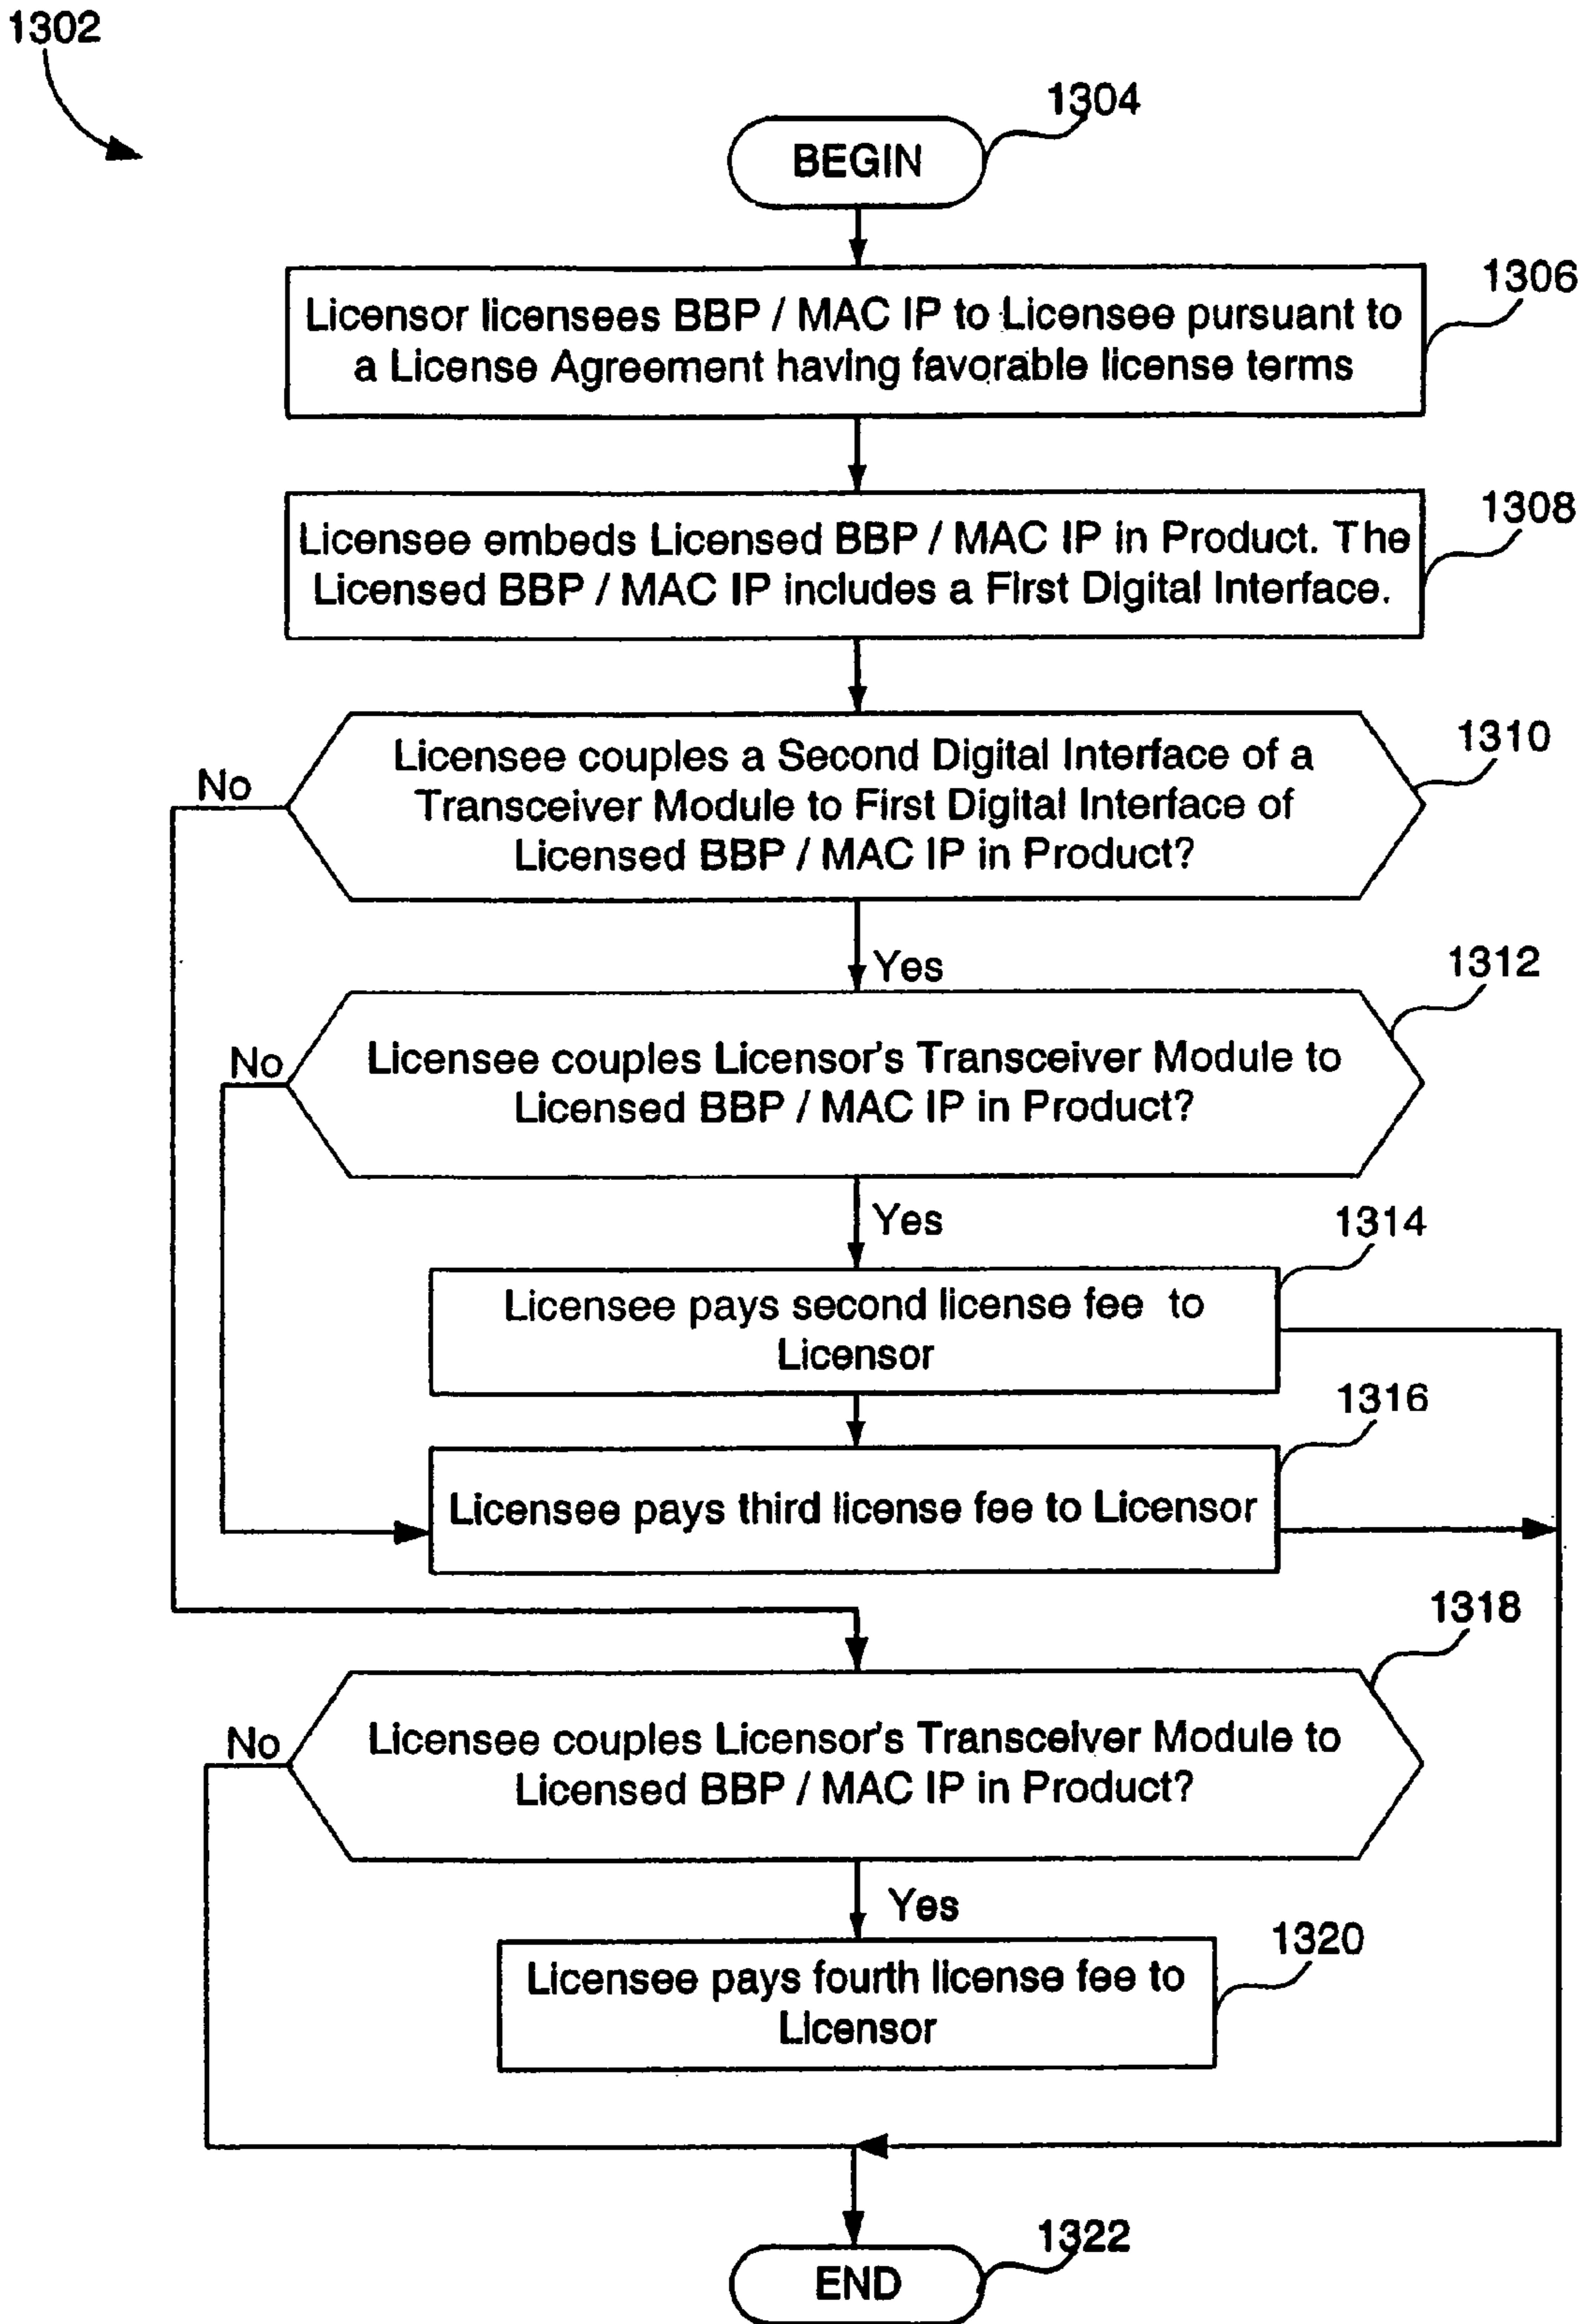 1302
1304
BEGIN
1306
Licensor licensees BBP / MAC IP to Licensee pursuant to
a License Agreement having favorable license terms
1308
Licensee embeds Licensed BBP / MAC IP in Product. The
Licensed BBP / MAC IP includes a First Digital Interface.
1310
No
Licensee couples a Second Digital Interface of a
Transceiver Module to First Digital Interface of
Licensed BBP / MAC IP in Product?
Yes
1312
No
Licensee couples Licensor's Transceiver Module to
Licensed BBP / MAC IP in Product?
Yes
1314
Licensee pays second license fee to
Licensor
1316
Licensee pays third license fee to Licensor
1318
No
Licensee couples Licensor's Transceiver Module to
Licensed BBP / MAC IP in Product?
Yes
1320
Licensee pays fourth license fee to
Licensor
1322
END